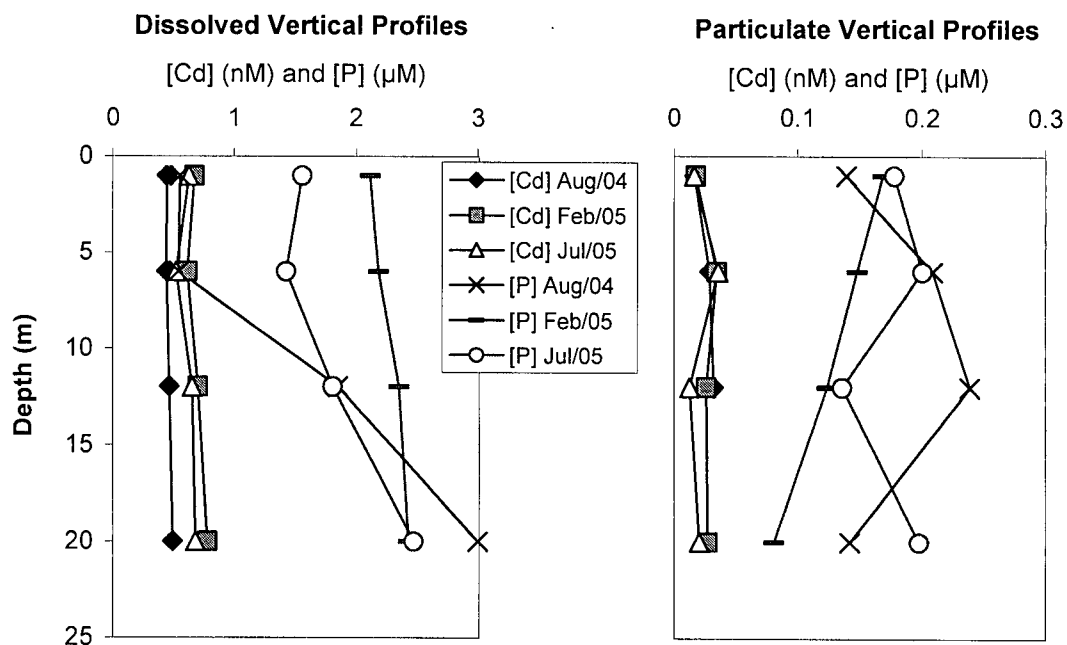 Dissolved Vertical Profiles
[Cd] (nM) and [P] (µM)
0 1 2 3
Particulate Vertical Profiles
[Cd] (nM) and [P] (µM)
0 0.1 0.2 0.3
Depth (m)
0
5
10
15
20
25
[Cd] Aug/04
[Cd] Feb/05
[Cd] Jul/05
[P] Aug/04
[P] Feb/05
[P] Jul/05